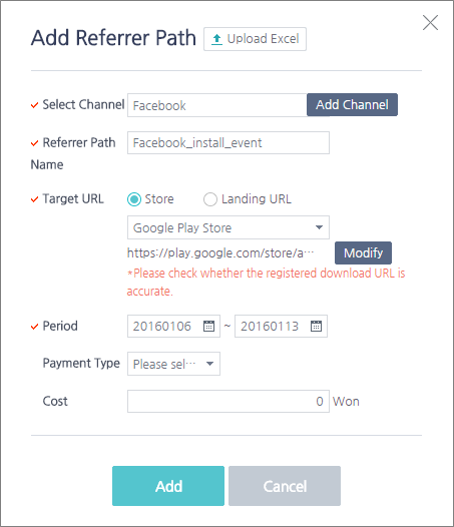 Add Referrer Path Upload Excel
Select Channel Facebook Add Channel
Referrer Path Facebook_install_event
Name
Target URL Store Landing URL
Google Play Store
https://play.google.com/store/a··· Modify
*Please check whether the registered download URL is
accurate.
Period 20160106 ~ 20160113
Payment Type Please sel···
Cost 0 Won
Add Cancel